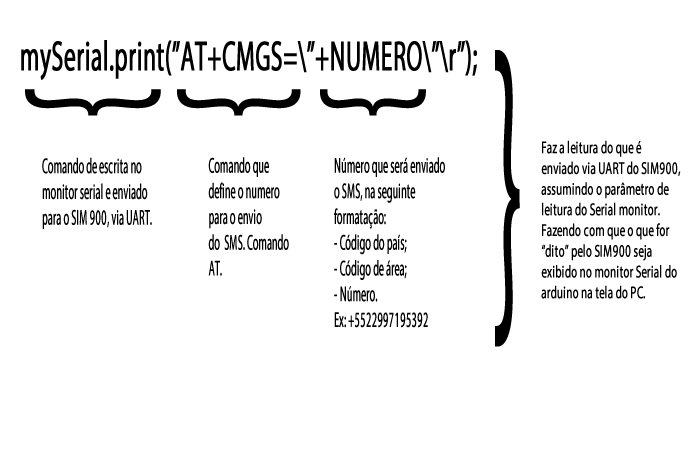 mySerial.print("AT+CMGS=\"+NUMERO\"\r");
Comando de escrita no
monitor serial e enviado
para o SIM 900, via UART.
Comando que
define o numero
para o envio
do SMS. Comando
AT.
Número que será enviado
o SMS, na seguinte
formatação:
- Código do país;
- Código de área;
- Número.
Ex: +5522997195392
Faz a leitura do que é
enviado via UART do SIM900,
assumindo o parâmetro de
leitura do Serial monitor.
Fazendo com que o que for
“dito” pelo SIM900 seja
exibido no monitor Serial do
arduino na tela do PC.